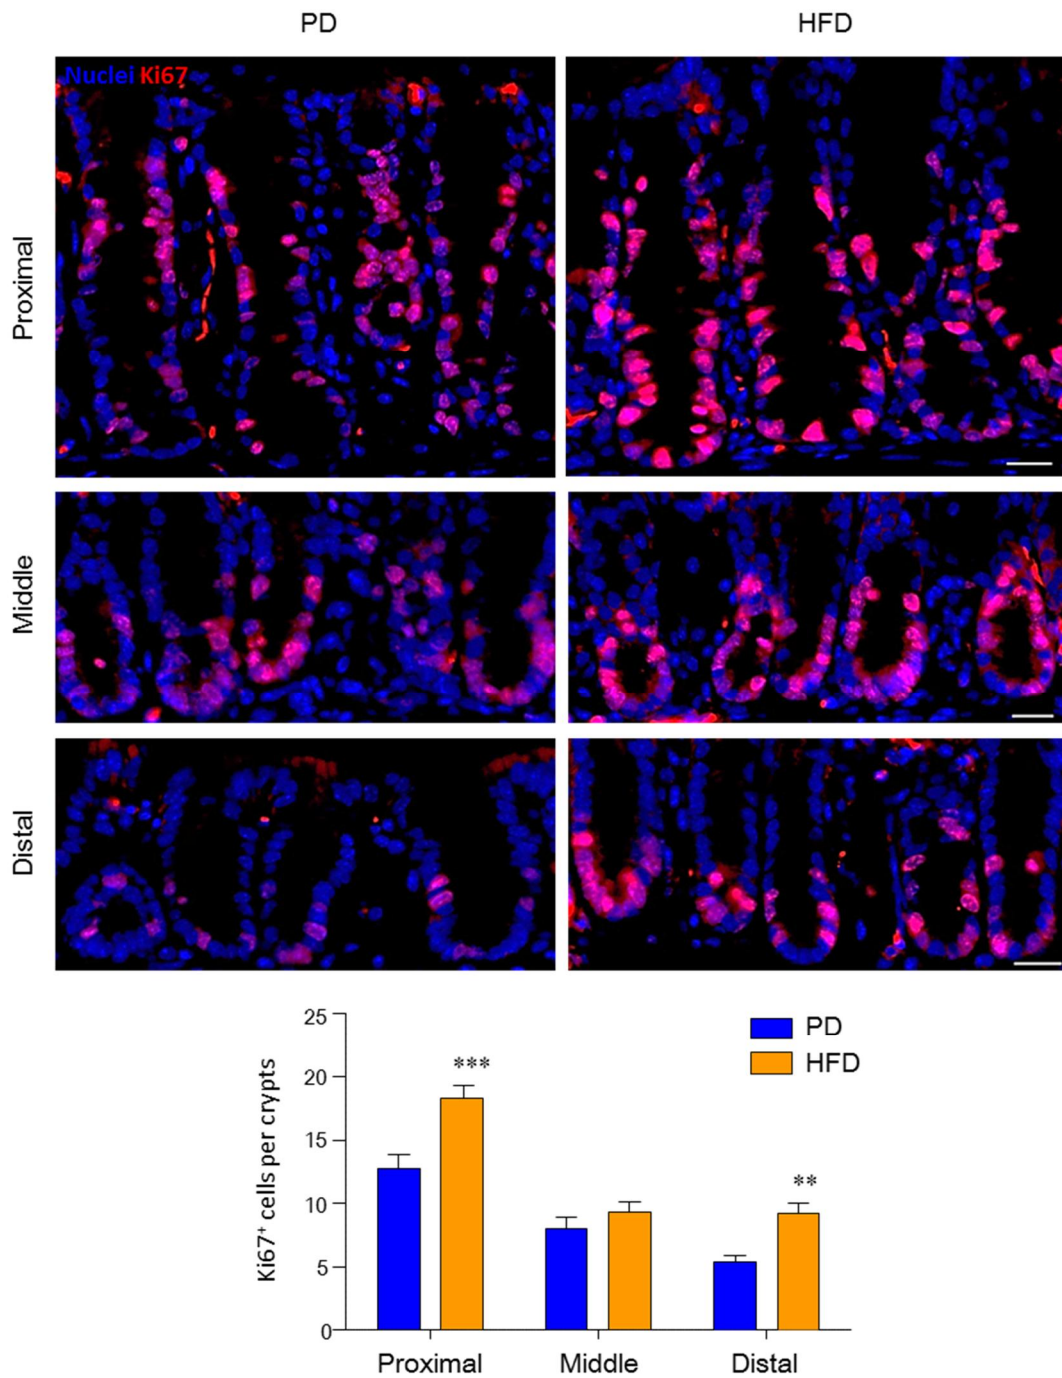 PD HFD
Nuclei Ki67
Proximal
Middle
Distal
25
20
15
10
5
0
Ki67⁺ cells per crypts
***
**
PD
HFD
Proximal Middle Distal